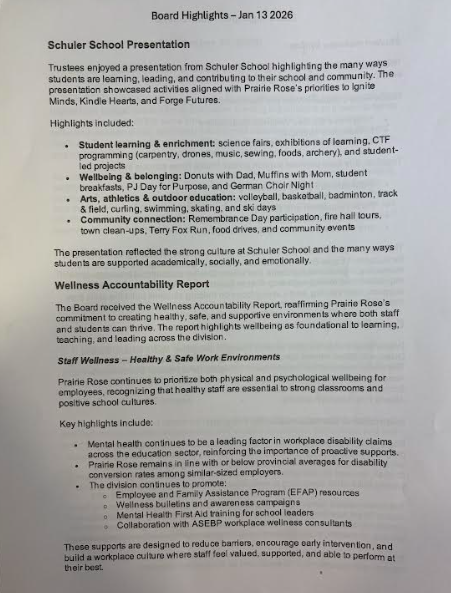 Board Highlights – Jan 13 2026
Schuler School Presentation
Trustees enjoyed a presentation from Schuler School highlighting the many ways
students are learning, leading, and contributing to their school and community. The
presentation showcased activities aligned with Prairie Rose's priorities to Ignite
Minds, Kindle Hearts, and Forge Futures.
Highlights included:
• Student learning & enrichment: science fairs, exhibitions of learning, CTF
programming (carpentry, drones, music, sewing, foods, archery), and student-
led projects
• Wellbeing & belonging: Donuts with Dad, Muffins with Mom, student
breakfasts, PJ Day for Purpose, and German Choir Night
• Arts, athletics & outdoor education: volleyball, basketball, badminton, track
& field, curling, swimming, skating, and ski days
• Community connection: Remembrance Day participation, fire hall tours,
town clean-ups, Terry Fox Run, food drives, and community events
The presentation reflected the strong culture at Schuler School and the many ways
students are supported academically, socially, and emotionally.
Wellness Accountability Report
The Board received the Wellness Accountability Report, reaffirming Prairie Rose's
commitment to creating healthy, safe, and supportive environments where both staff
and students can thrive. The report highlights wellbeing as foundational to learning,
teaching, and leading across the division.
Staff Wellness – Healthy & Safe Work Environments
Prairie Rose continues to prioritize both physical and psychological wellbeing for
employees, recognizing that healthy staff are essential to strong classrooms and
positive school cultures.
Key highlights include:
• Mental health continues to be a leading factor in workplace disability claims
across the education sector, reinforcing the importance of proactive supports.
• Prairie Rose remains in line with or below provincial averages for disability
conversion rates among similar-sized employers.
• The division continues to promote:
o Employee and Family Assistance Program (EFAP) resources
o Wellness bulletins and awareness campaigns
o Mental Health First Aid training for school leaders
o Collaboration with ASEBP workplace wellness consultants
These supports are designed to reduce barriers, encourage early intervention, and
build a workplace culture where staff feel valued, supported, and able to perform at
their best.